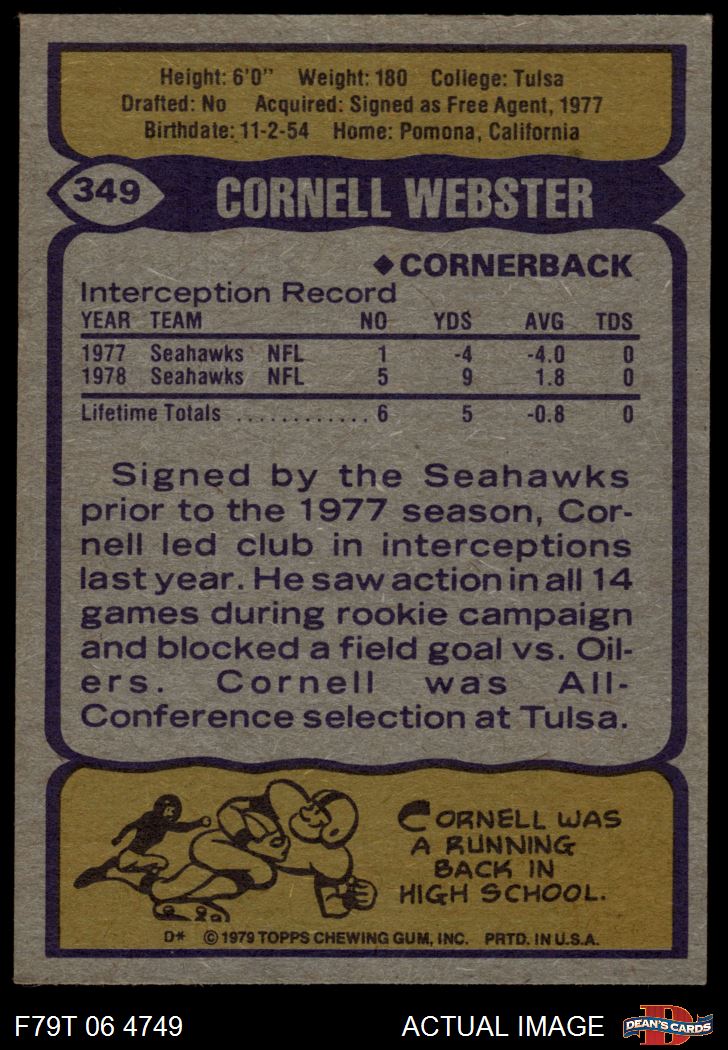 Height: 6'0" Weight: 180 College: Tulsa
Drafted: No Acquired: Signed as Free Agent, 1977
Birthdate: 11-2-54 Home: Pomona, California
349 CORNELL WEBSTER
◆ CORNERBACK
Interception Record
YEAR TEAM NO YDS AVG TDS
1977 Seahawks NFL 1 -4 -4.0 0
1978 Seahawks NFL 5 9 1.8 0
Lifetime Totals ............ 6 5 -0.8 0
Signed by the Seahawks
prior to the 1977 season, Cor-
nell led club in interceptions
last year. He saw action in all 14
games during rookie campaign
and blocked a field goal vs. Oil-
ers. Cornell was All-
Conference selection at Tulsa.
CORNELL WAS
A RUNNING
BACK IN
HIGH SCHOOL.
D* © 1979 TOPPS CHEWING GUM, INC. PRTD. IN U.S.A.
F79T 06 4749 ACTUAL IMAGE D DEAN'S CARDS